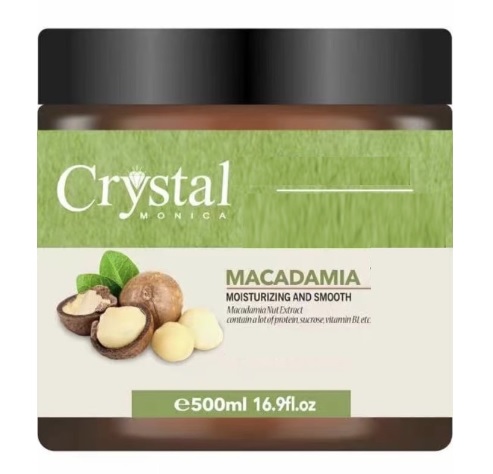 Crystal
MONICA
MACADAMIA
MOISTURIZING AND SMOOTH
Macadamia Nut Extract
contain a lot of protein, sucrose, vitamin B1, etc.
℮500ml 16.9fl.oz